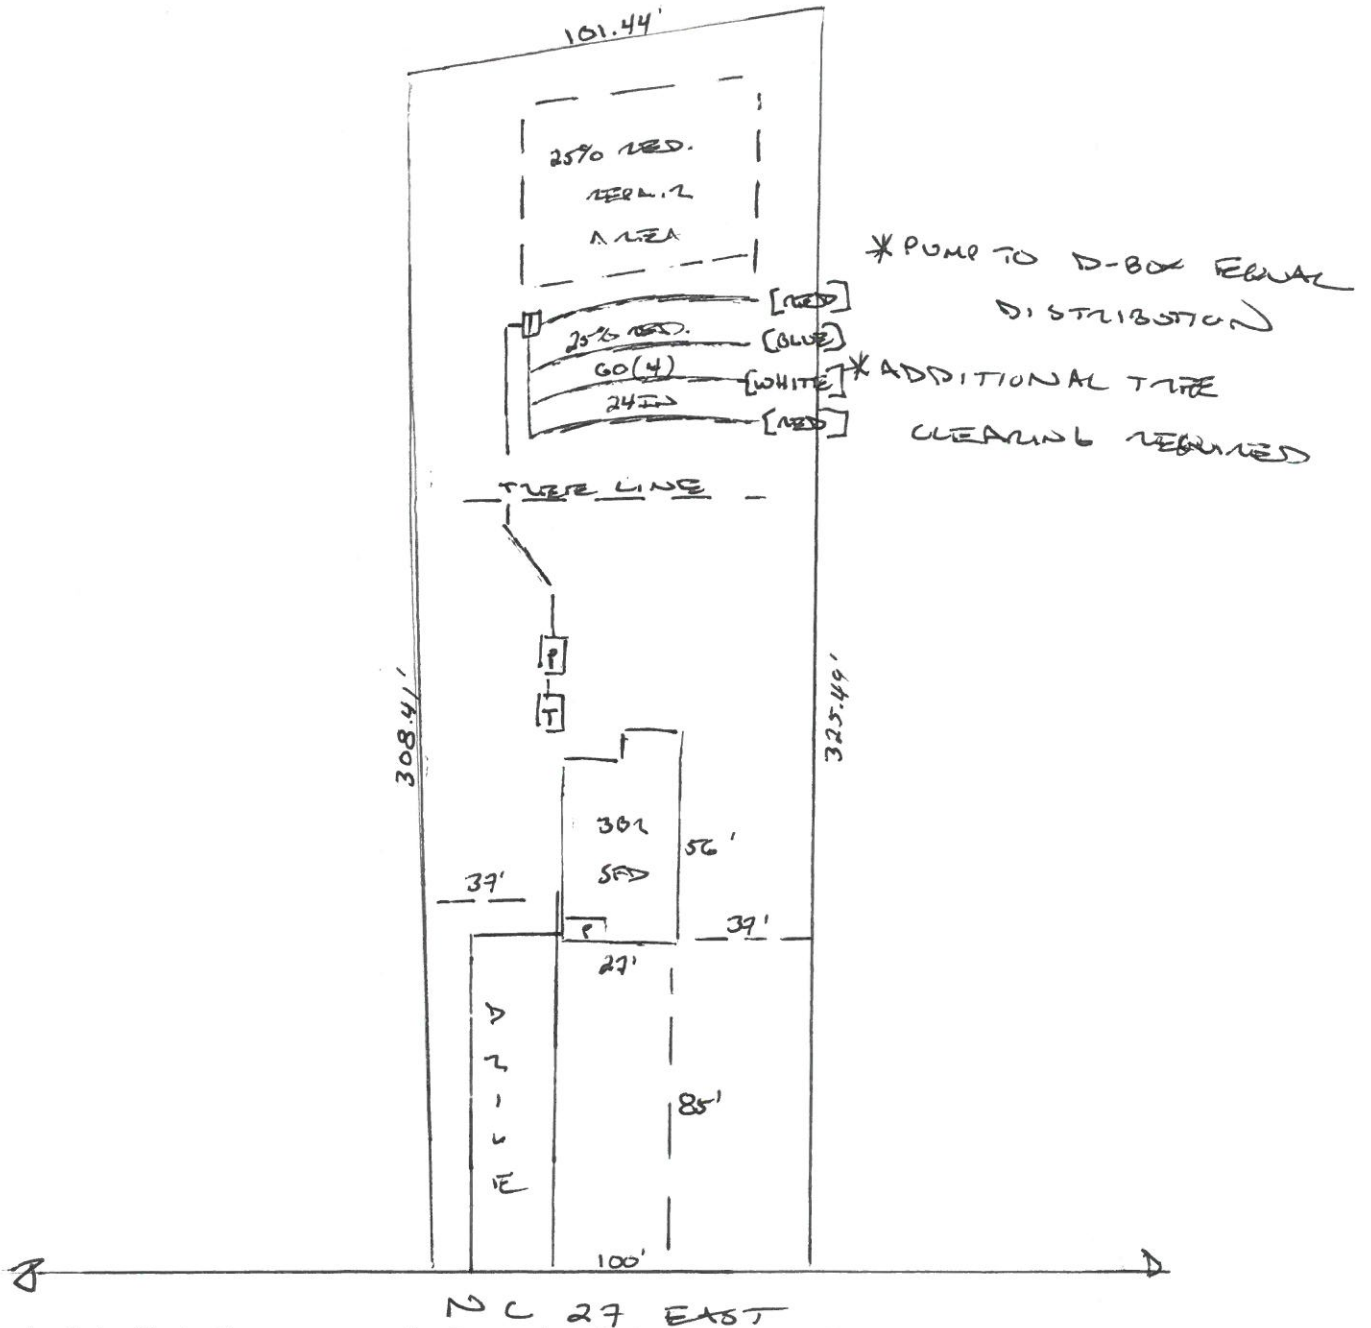 101.44'
25% RED.
REPAIR
AREA
* PUMP TO D-BOX EQUAL
DISTRIBUTION
[RED]
25% RED.
[BLUE]
60(4)
[WHITE]
* ADDITIONAL TREE
24IN
[RED]
CLEARING REQUIRED
TREE LINE
P
T
308.41'
325.49'
3BR
56'
SFD
37'
P
37'
27'
DRIVE
85'
100'
NC 27 EAST